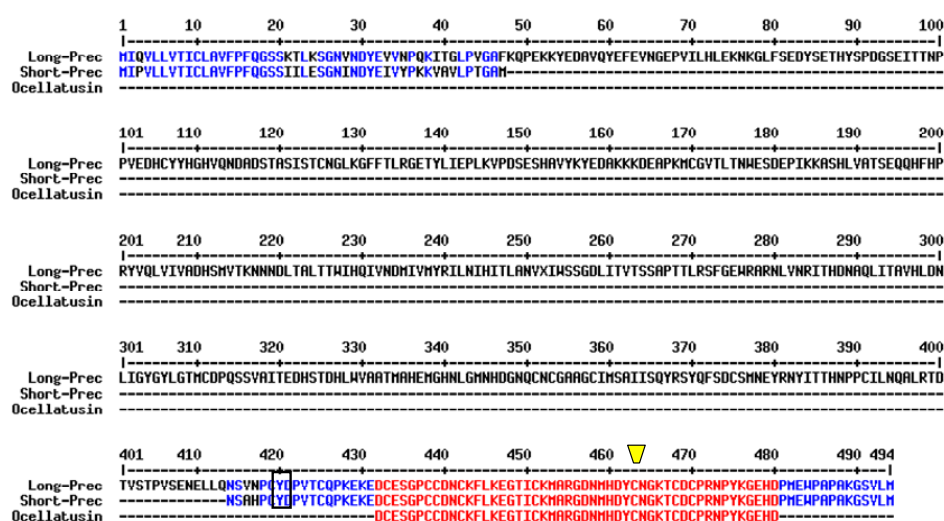 1 10 20 30 40 50 60 70 80 90 100
|--------+---------+---------+---------+---------+---------+---------+---------+---------+---------|
Long-Prec MIQVLLVTICLAVFPFQGSSKTLKSGNVNDYEVVNPQKITGLPVGAFKQPEKKYEDAVQYEFEVNGEPVILHLEKNKGLFSEDYSETHYSPDGSEITTNP
Short-Prec MIPVLLVTICLAVFPFQGSSIILESGNINDYEIVYPKKVAVLPTGAM-----------------------------------------------------
Ocellatusin ----------------------------------------------------------------------------------------------------
101 110 120 130 140 150 160 170 180 190 200
|--------+---------+---------+---------+---------+---------+---------+---------+---------+---------|
Long-Prec PVEDHCYYHGHVQNDADSTASISTCNGLKGFFTLRGETYLIEPLKVPDSESHAVYKYEDAKKKDEAPKMCGVTLTNWESDEPIKKASHLVATSEQQHFHP
Short-Prec ----------------------------------------------------------------------------------------------------
Ocellatusin ----------------------------------------------------------------------------------------------------
201 210 220 230 240 250 260 270 280 290 300
|--------+---------+---------+---------+---------+---------+---------+---------+---------+---------|
Long-Prec RYVQLVIVADHSMVTKNNNDLTALTTWIHQIVNDMIVMYRILNIHITLANVXIWSSGDLITVTSSAPTTLRSFGEWRARNLVNRITHDNAQLITAVHLDN
Short-Prec ----------------------------------------------------------------------------------------------------
Ocellatusin ----------------------------------------------------------------------------------------------------
301 310 320 330 340 350 360 370 380 390 400
|--------+---------+---------+---------+---------+---------+---------+---------+---------+---------|
Long-Prec LIGYGYLGTMCDPQSSVAITEDHSTDHLWVAATMAHEMGHNLGMNHDGNQCNCGAAGCIMSAIISQYRSYQFSDCSMNEYRNYITTHNPPCILNQALRTD
Short-Prec ----------------------------------------------------------------------------------------------------
Ocellatusin ----------------------------------------------------------------------------------------------------
401 410 420 430 440 450 460 470 480 490 494
|--------+---------+---------+---------+---------+---------+---------+---------+---------+---|
Long-Prec TVSTPVSENELLQNSVNPCYDPVTCQPKEKEDCESGPCCDNCKFLKEGTICKMARGDNMHDYCNGKTCDCPRNPYKGEHDPMEWPAPAKGSVLM
Short-Prec -------------NSAHPCYDPVTCQPKEKEDCESGPCCDNCKFLKEGTICKMARGDNMHDYCNGKTCDCPRNPYKGEHDPMEWPAPAKGSVLM
Ocellatusin -------------------------------DCESGPCCDNCKFLKEGTICKMARGDNMHDYCNGKTCDCPRNPYKGEHD--------------